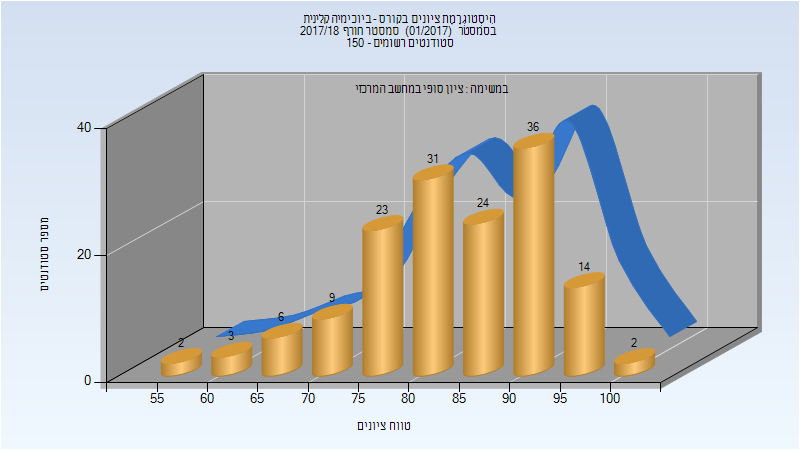 היסטוגרמת ציונים בקורס - ביוכימיה קלינית
בסמסטר (01/2017) סמסטר חורף 2017/18
סטודנטים רשומים - 150
במשימה : ציון סופי במחשב המרכזי
מספר סטודנטים
40
20
0
2
3
6
9
23
31
24
36
14
2
55 60 65 70 75 80 85 90 95 100
טווח ציונים